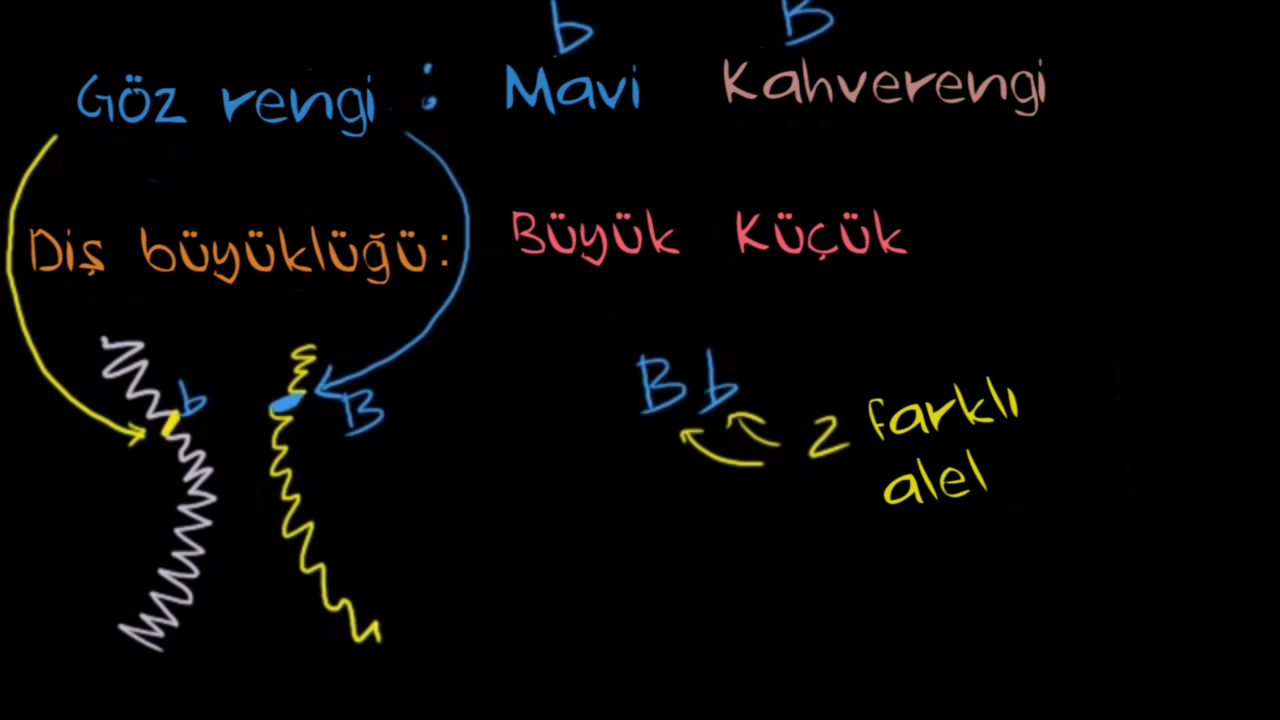 b B
Göz rengi : Mavi Kahverengi
Diş büyüklüğü: Büyük Küçük
b B
Bb
2 farklı
alel